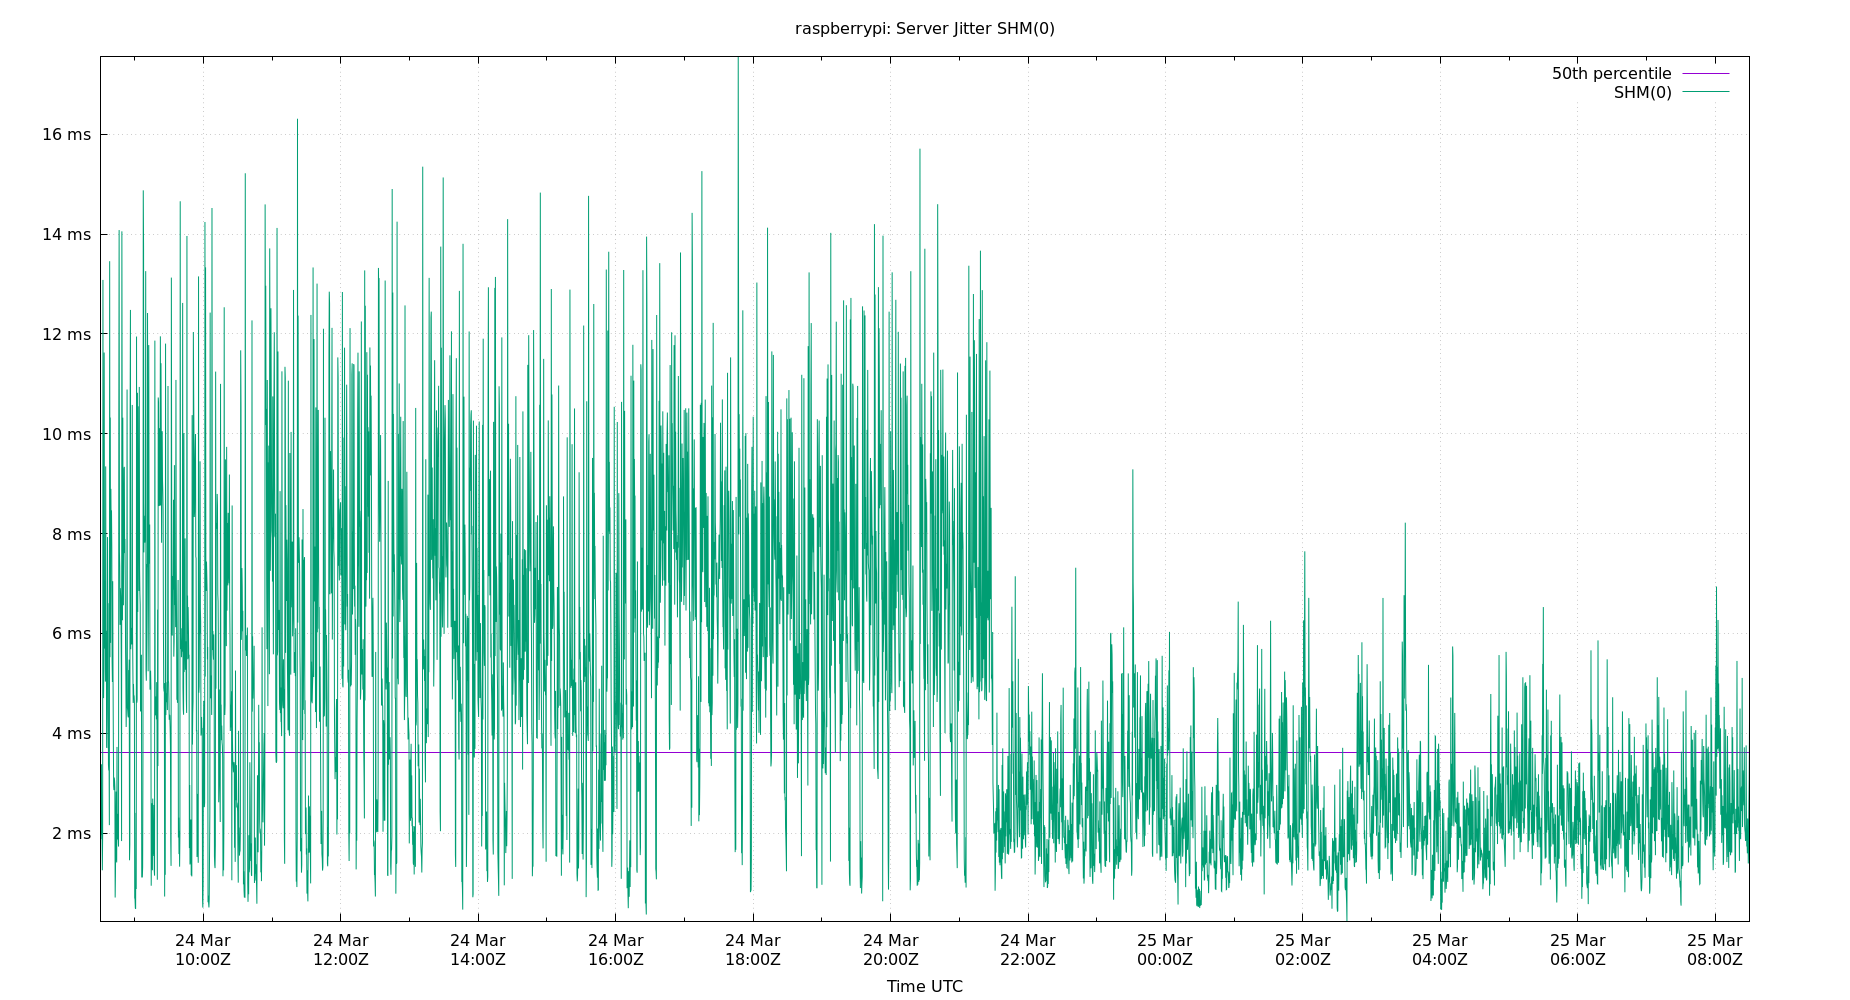 raspberrypi: Server Jitter SHM(0)
50th percentile
SHM(0)
16 ms
14 ms
12 ms
10 ms
8 ms
6 ms
4 ms
2 ms
24 Mar 24 Mar 24 Mar 24 Mar 24 Mar 24 Mar 24 Mar 25 Mar 25 Mar 25 Mar 25 Mar 25 Mar
10:00Z 12:00Z 14:00Z 16:00Z 18:00Z 20:00Z 22:00Z 00:00Z 02:00Z 04:00Z 06:00Z 08:00Z
Time UTC